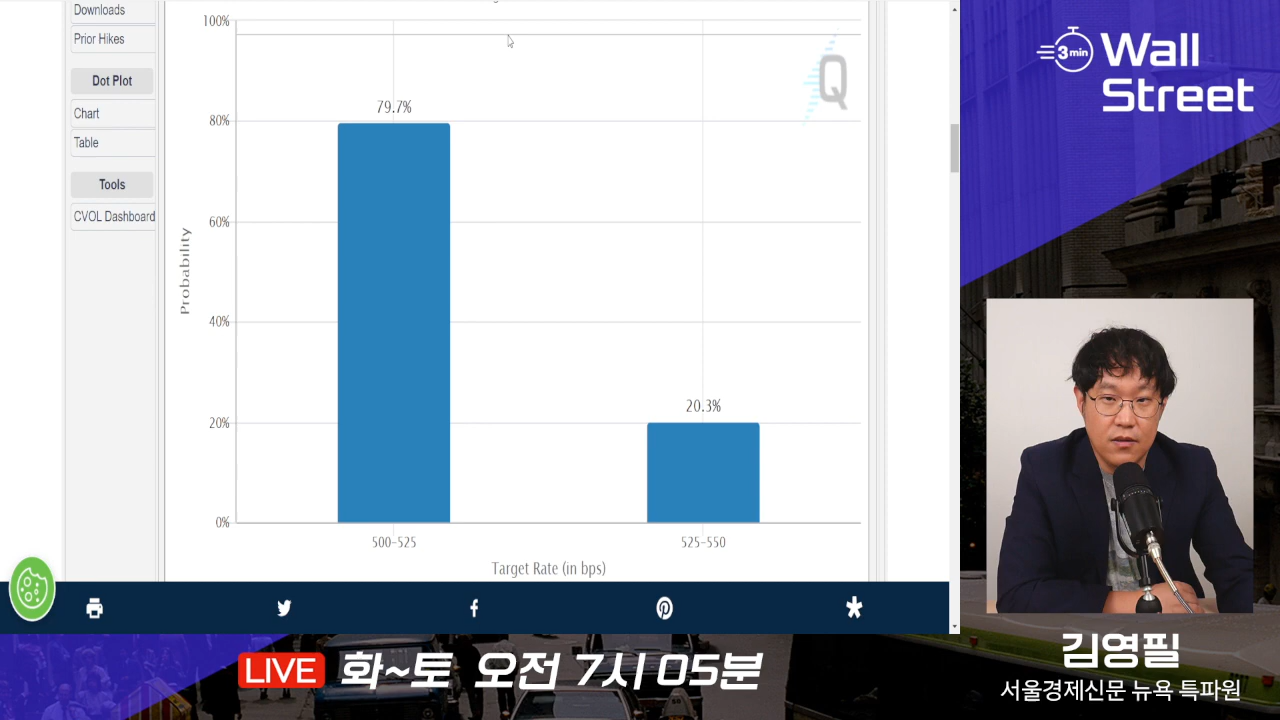 Downloads
Prior Hikes
Dot Plot
Chart
Table
Tools
CVOL Dashboard
100%
80%
60%
40%
20%
0%
Probability
79.7%
20.3%
500-525
525-550
Target Rate (in bps)
Q
3min
Wall
Street
김영필
서울경제신문 뉴욕 특파원
LIVE 화~토 오전 7시 05분